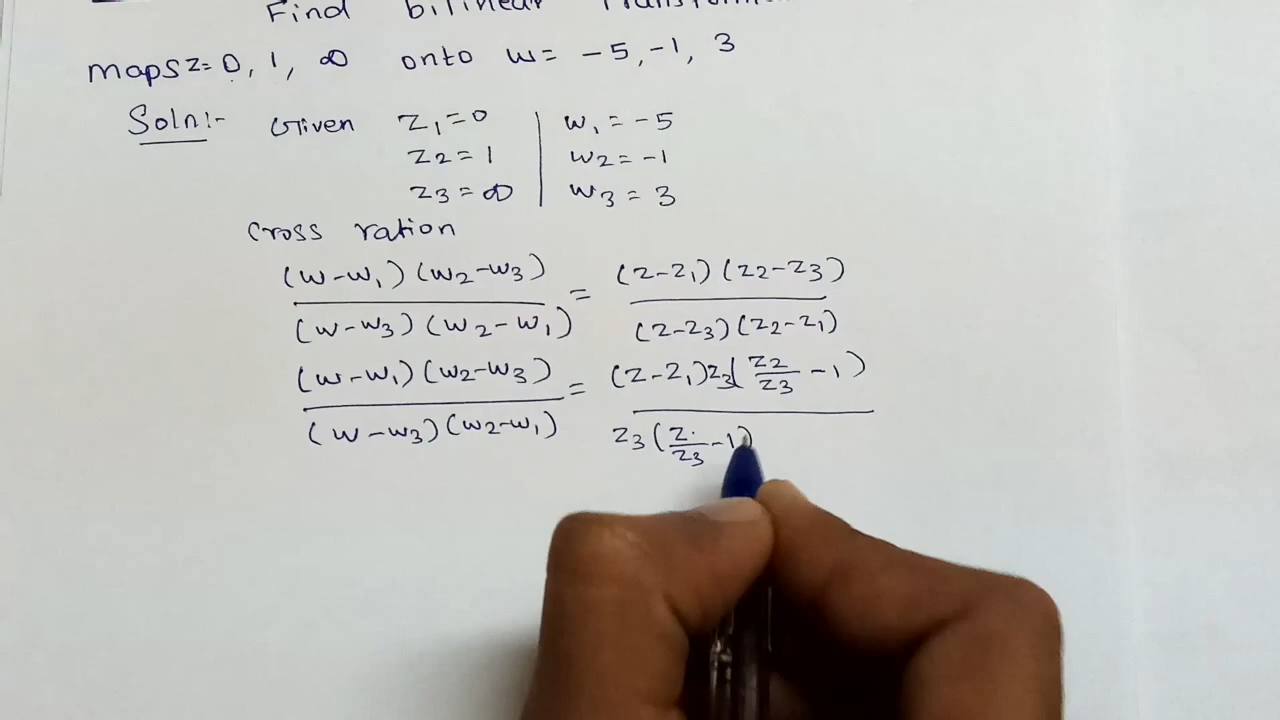 Find bilinear
maps z=0, 1, ∞ onto w= -5, -1, 3
Soln:- Given z1=0 | w1 = -5
z2=1 | w2 = -1
z3=∞ | w3 = 3
Cross ration
(w-w1)(w2-w3) / (w-w3)(w2-w1) = (z-z1)(z2-z3) / (z-z3)(z2-z1)
(w-w1)(w2-w3) / (w-w3)(w2-w1) = (z-z1)z3(z2/z3 -1) / z3(z/z3 -1)